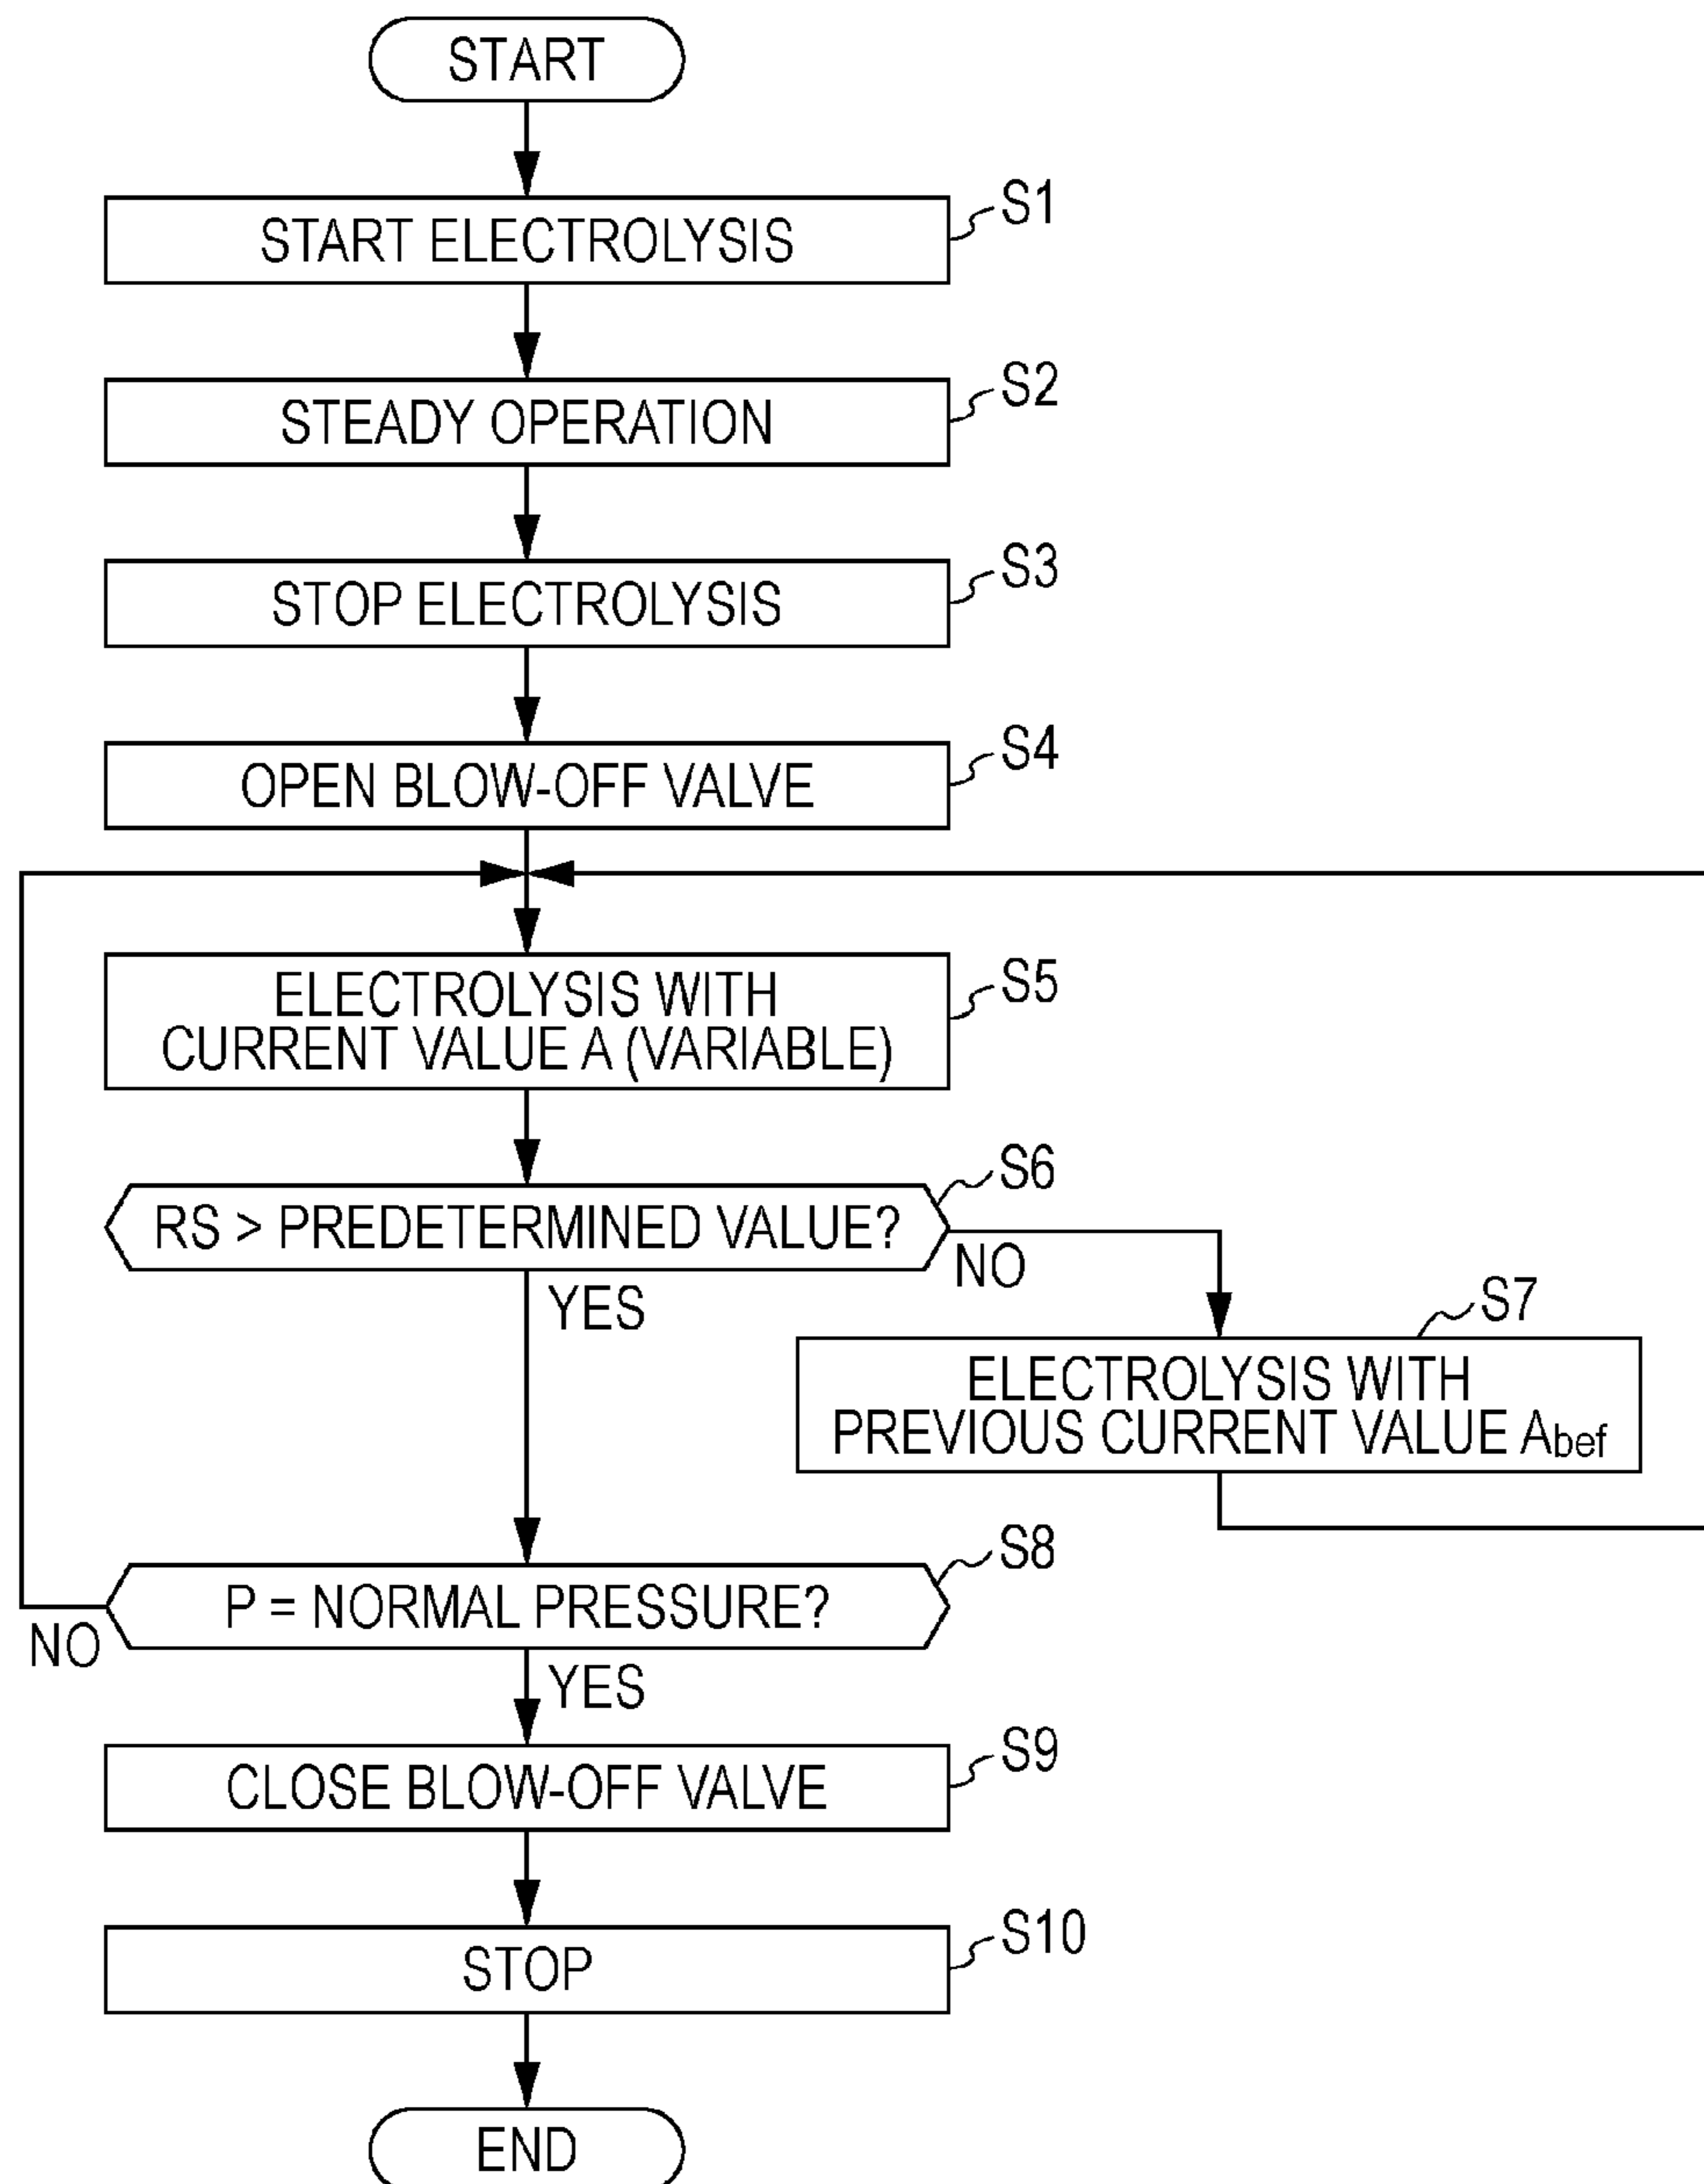 START
START ELECTROLYSIS
S1
STEADY OPERATION
S2
STOP ELECTROLYSIS
S3
OPEN BLOW-OFF VALVE
S4
ELECTROLYSIS WITH
CURRENT VALUE A (VARIABLE)
S5
RS > PREDETERMINED VALUE?
S6
NO
YES
S7
ELECTROLYSIS WITH
PREVIOUS CURRENT VALUE Abef
S8
P = NORMAL PRESSURE?
NO
YES
CLOSE BLOW-OFF VALVE
S9
STOP
S10
END